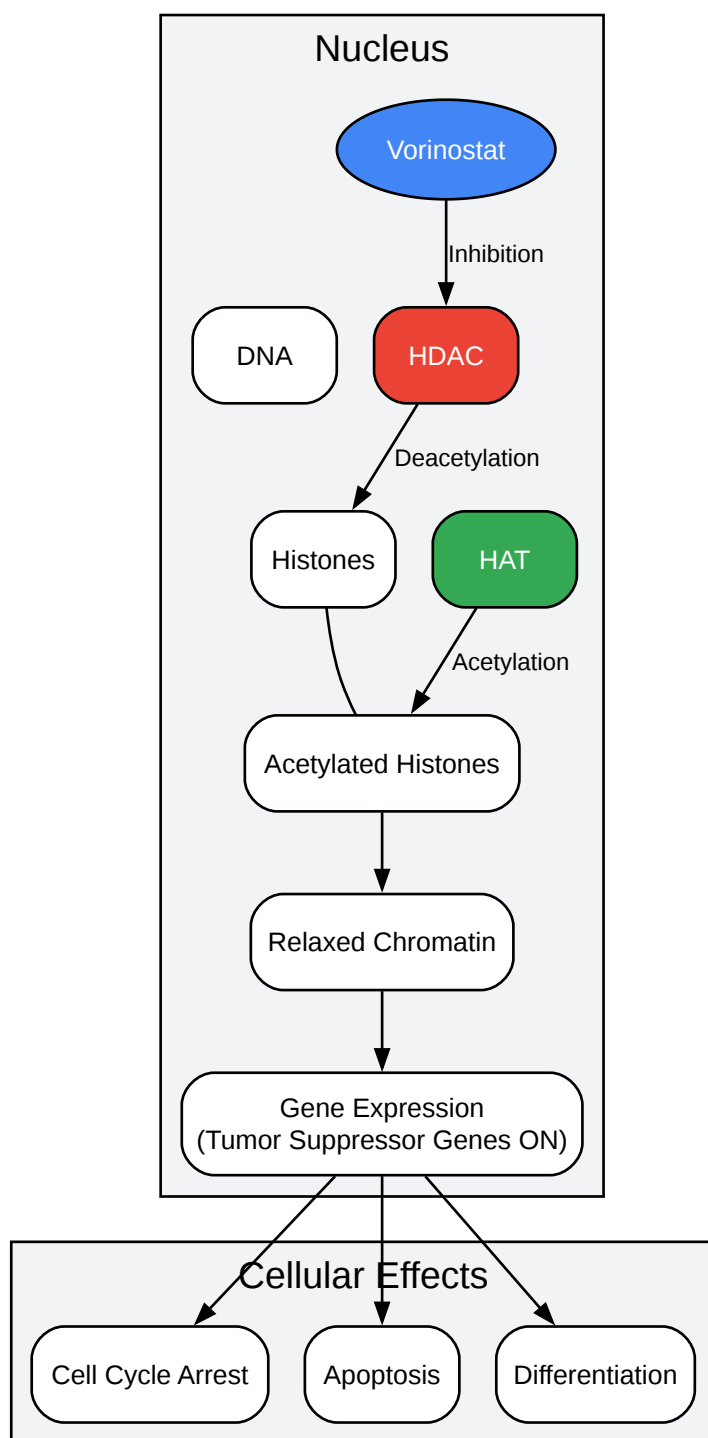 Nucleus
Vorinostat
Inhibition
DNA
HDAC
Deacetylation
Histones
HAT
Acetylation
Acetylated Histones
Relaxed Chromatin
Gene Expression
(Tumor Suppressor Genes ON)
Cellular Effects
Cell Cycle Arrest
Apoptosis
Differentiation